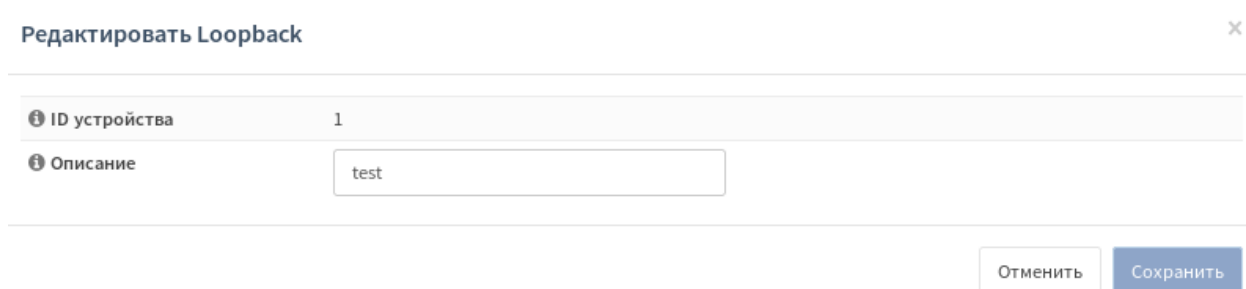 Редактировать Loopback ×
ID устройства 1
Описание test
Отменить Сохранить